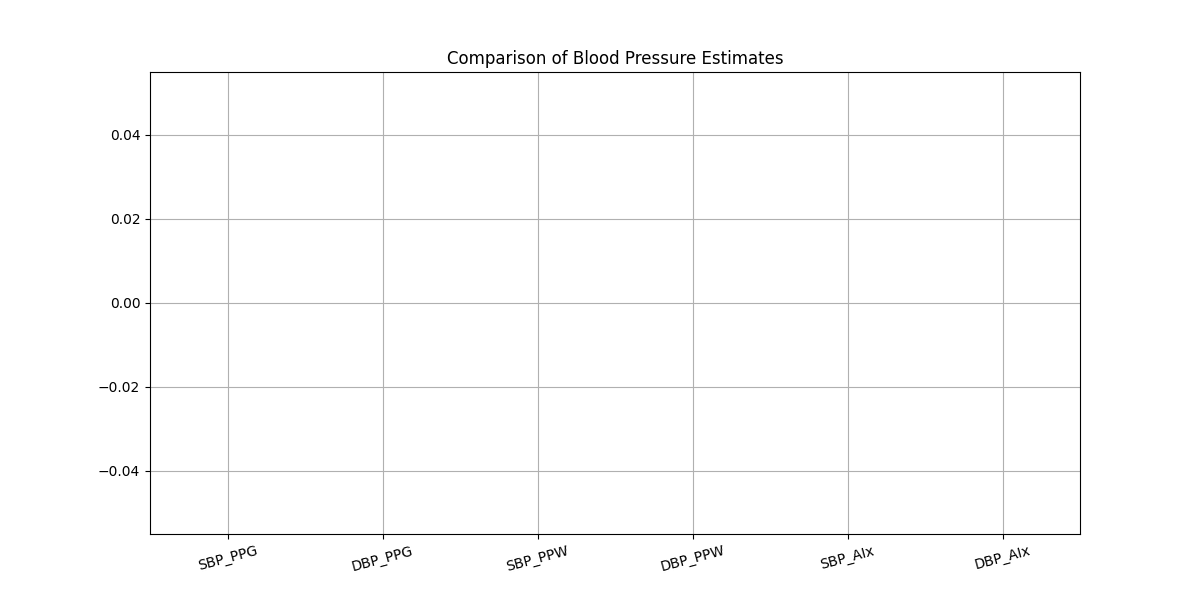 Comparison of Blood Pressure Estimates
0.04
0.02
0.00
−0.02
−0.04
SBP_PPG DBP_PPG SBP_PPW DBP_PPW SBP_AIx DBP_AIx